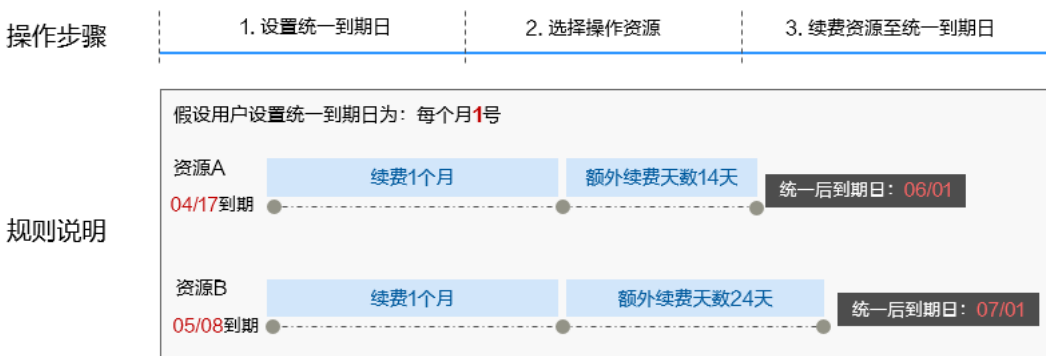 操作步骤
1. 设置统一到期日
2. 选择操作资源
3. 续费资源至统一到期日
规则说明
假设用户设置统一到期日为：每个月1号
资源A
续费1个月
额外续费天数14天
04/17到期
统一后到期日：06/01
资源B
续费1个月
额外续费天数24天
05/08到期
统一后到期日：07/01